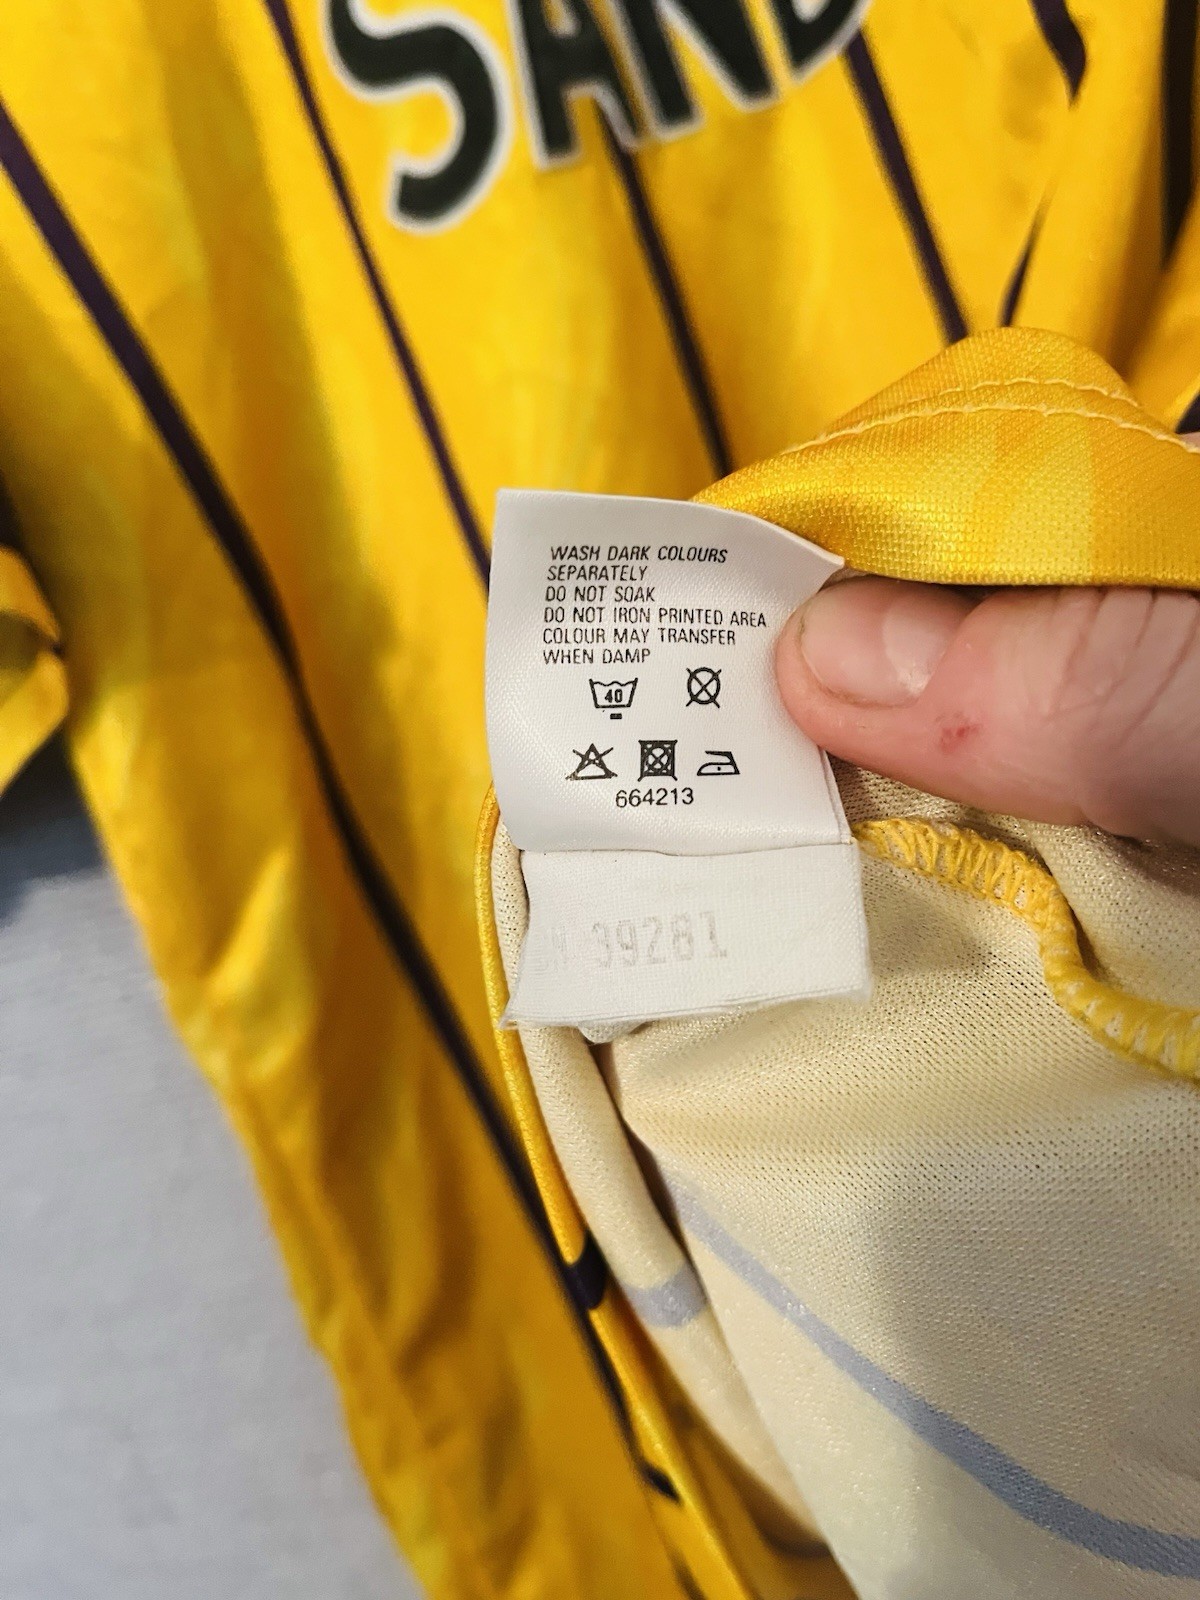 SAND
WASH DARK COLOURS
SEPARATELY
DO NOT SOAK
DO NOT IRON PRINTED AREA
COLOUR MAY TRANSFER
WHEN DAMP
40
664213
39281